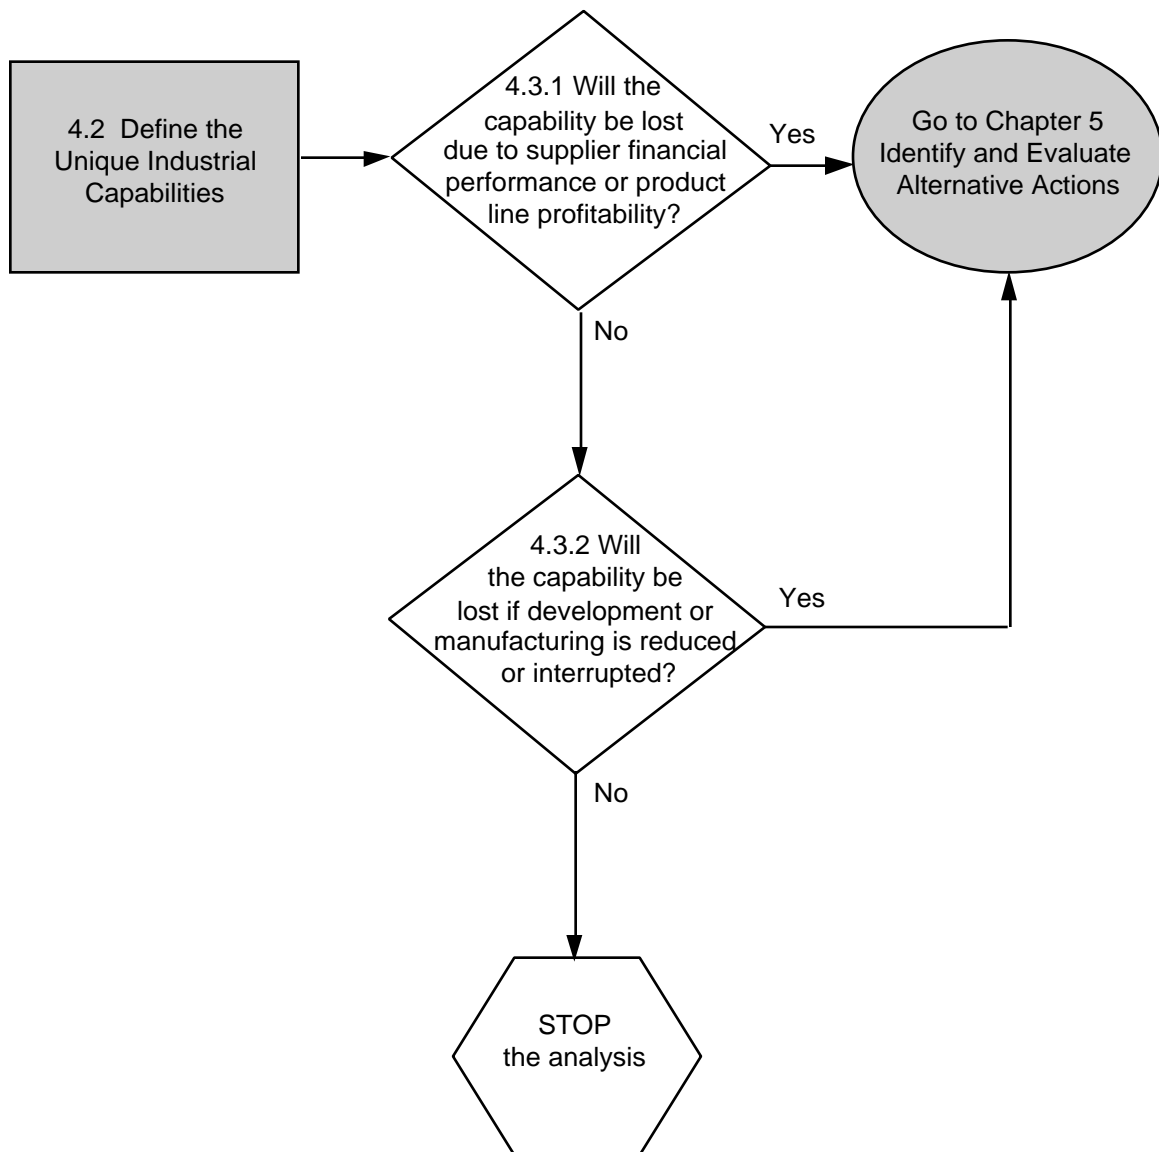 4.2  Define the
Unique Industrial
Capabilities
4.3.1 Will the
capability be lost
due to supplier financial
performance or product
line profitability?
Yes
Go to Chapter 5
Identify and Evaluate
Alternative Actions
No
4.3.2 Will
the capability be
lost if development or
manufacturing is reduced
or interrupted?
Yes
No
STOP
the analysis